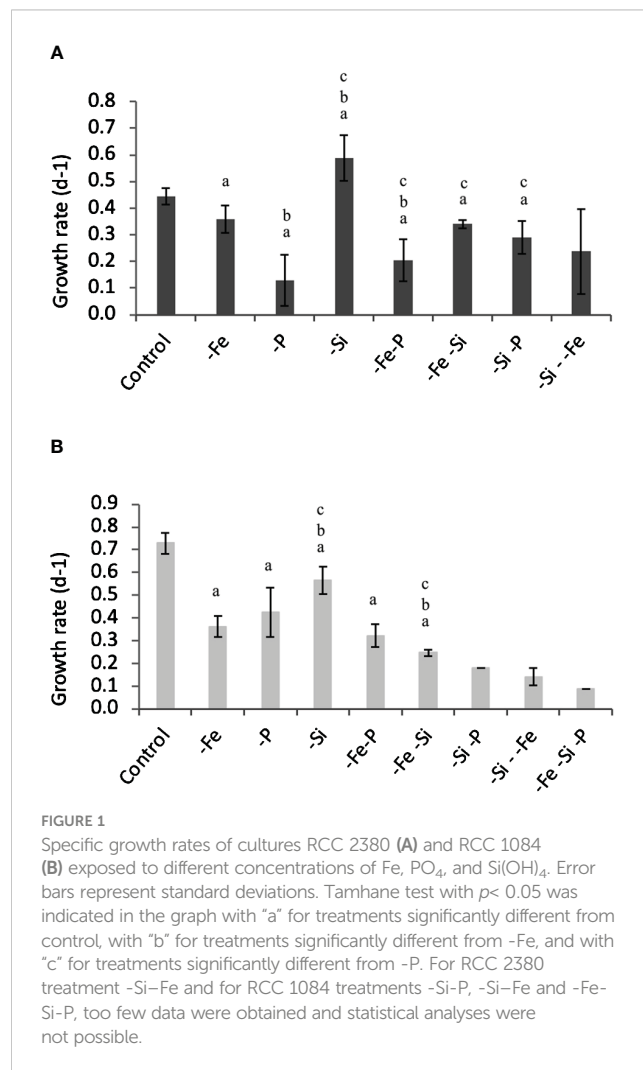 A
Growth rate (d-1)
0.8
0.7
0.6
0.5
0.4
0.3
0.2
0.1
0.0
a
b
a
c
b
a
c
b
a
c
a
c
a
Control
-Fe
-P
-Si
-Fe-P
-Fe -Si
-Si -P
-Si - -Fe
B
Growth rate (d-1)
0.9
0.8
0.7
0.6
0.5
0.4
0.3
0.2
0.1
0.0
a
a
c
b
a
a
c
b
a
Control
-Fe
-P
-Si
-Fe-P
-Fe -Si
-Si -P
-Si - -Fe
-Fe -Si -P
FIGURE 1
Specific growth rates of cultures RCC 2380 (A) and RCC 1084
(B) exposed to different concentrations of Fe, PO₄, and Si(OH)₄. Error
bars represent standard deviations. Tamhane test with p< 0.05 was
indicated in the graph with “a” for treatments significantly different from
control, with “b” for treatments significantly different from -Fe, and with
“c” for treatments significantly different from -P. For RCC 2380
treatment -Si–Fe and for RCC 1084 treatments -Si-P, -Si–Fe and -Fe-
Si-P, too few data were obtained and statistical analyses were
not possible.